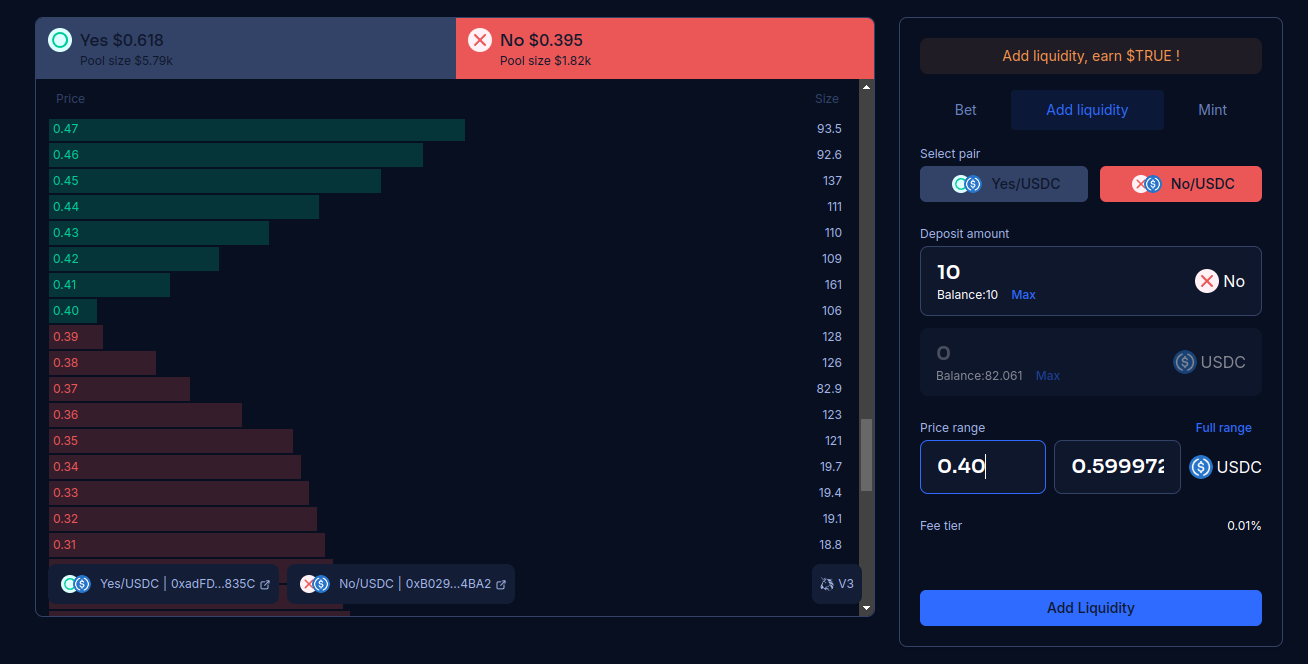 Yes $0.618
Pool size $5.79k
No $0.395
Pool size $1.82k
Price Size
0.47 93.5
0.46 92.6
0.45 137
0.44 111
0.43 110
0.42 109
0.41 161
0.40 106
0.39 128
0.38 126
0.37 82.9
0.36 123
0.35 121
0.34 19.7
0.33 19.4
0.32 19.1
0.31 18.8
Yes/USDC | 0xadFD...835C
No/USDC | 0xB029...4BA2
V3
Add liquidity, earn $TRUE !
Bet Add liquidity Mint
Select pair
Yes/USDC No/USDC
Deposit amount
10
No
Balance:10 Max
0
USDC
Balance:82.061 Max
Price range Full range
0.40 0.599972 USDC
Fee tier 0.01%
Add Liquidity